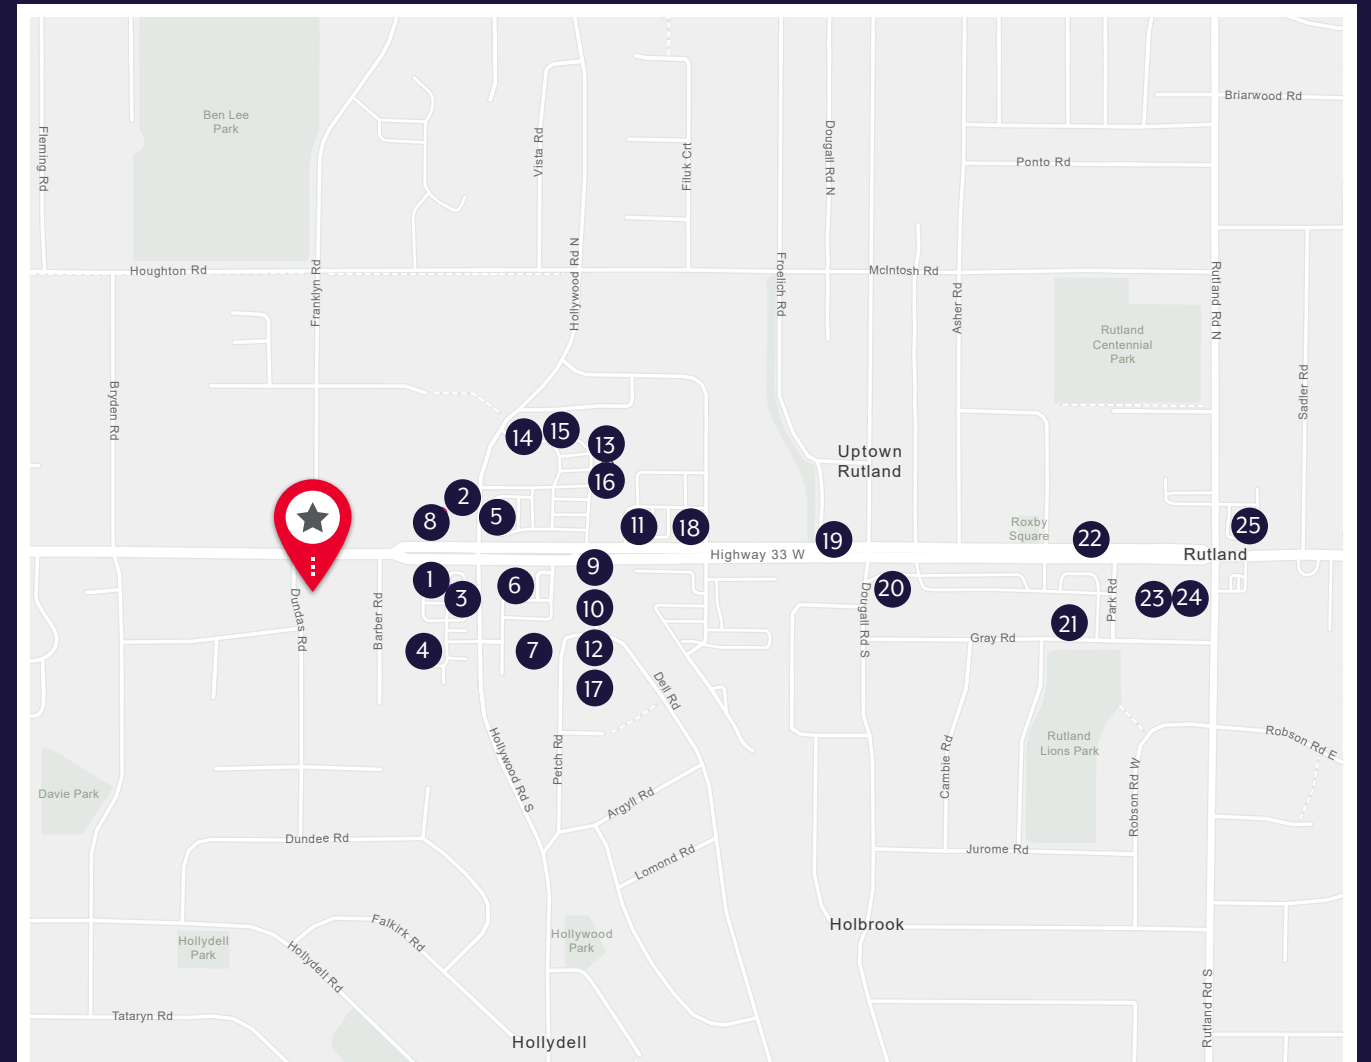 Ben Lee
Park
Briarwood Rd
Fleming Rd
Vista Rd
Filuk Crt
Dougall Rd N
Ponto Rd
Houghton Rd
Franklyn Rd
Hollywood Rd N
Froelich Rd
McIntosh Rd
Asher Rd
Rutland Rd N
Rutland
Centennial
Park
Bryden Rd
Sadler Rd
14
15
13
16
Uptown
Rutland
2
8
5
11
18
19
Roxby
Square
22
25
Highway 33 W
Rutland
1
3
6
9
10
20
23
24
21
Dundas Rd
Barber Rd
Dougall Rd S
Park Rd
Gray Rd
4
7
12
17
Dell Rd
Hollywood Rd S
Petch Rd
Cambie Rd
Rutland
Lions Park
Robson Rd W
Robson Rd E
Davie Park
Argyll Rd
Dundee Rd
Lomond Rd
Jurome Rd
Falkirk Rd
Hollydell
Park
Hollydell Rd
Hollywood
Park
Holbrook
Rutland Rd S
Tataryn Rd
Hollydell